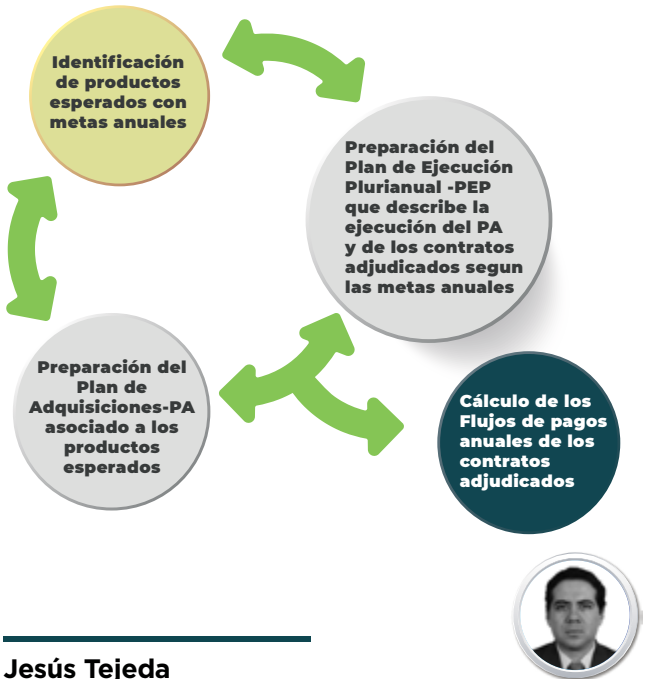 Identificación
de productos
esperados con
metas anuales
Preparación del
Plan de Ejecución
Plurianual -PEP
que describe la
ejecución del PA
y de los contratos
adjudicados segun
las metas anuales
Preparación del
Plan de
Adquisiciones-PA
asociado a los
productos
esperados
Cálculo de los
Flujos de pagos
anuales de los
contratos
adjudicados
Jesús Tejeda